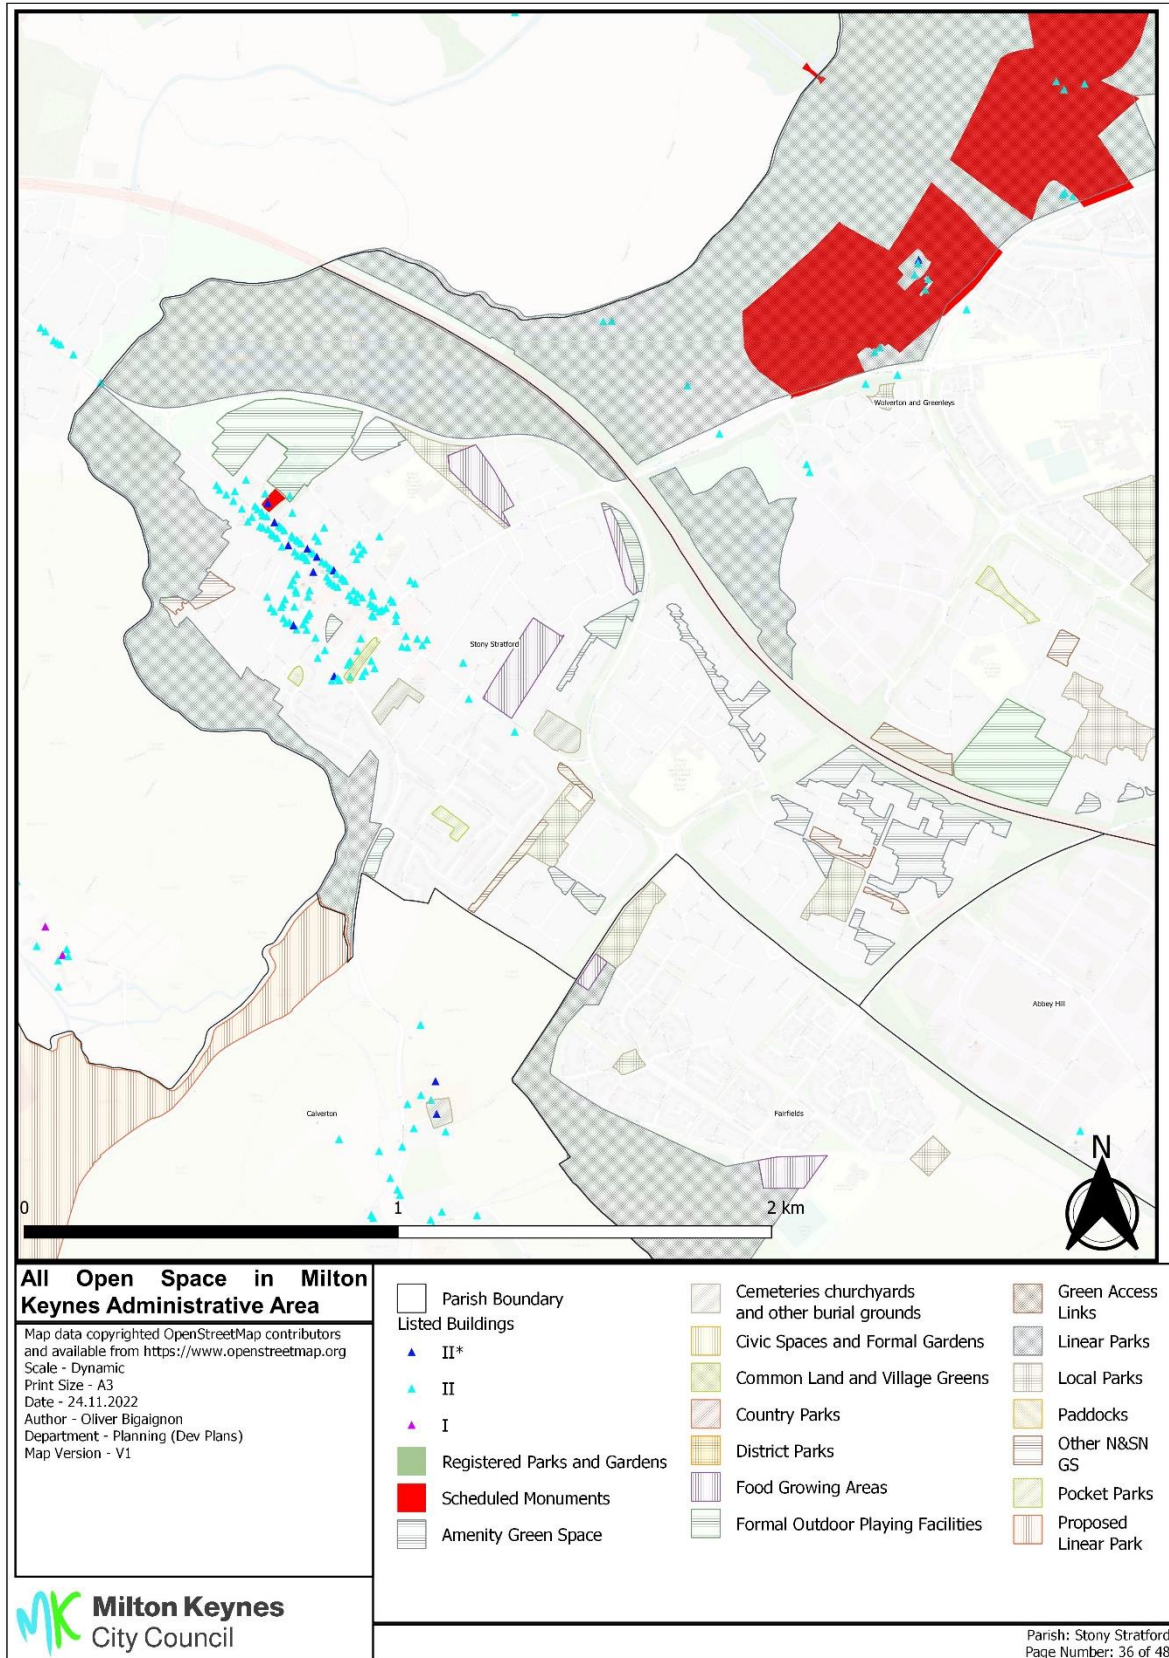 Wolverton and Greenleys
Stony Stratford
Abbey Hill
Calverton
Fairfields
N
0
1
2 km
All Open Space in Milton
Keynes Administrative Area
Map data copyrighted OpenStreetMap contributors
and available from https://www.openstreetmap.org
Scale - Dynamic
Print Size - A3
Date - 24.11.2022
Author - Oliver Bigaignon
Department - Planning (Dev Plans)
Map Version - V1
MK Milton Keynes
City Council
Parish Boundary
Listed Buildings
II*
II
I
Registered Parks and Gardens
Scheduled Monuments
Amenity Green Space
Cemeteries churchyards
and other burial grounds
Civic Spaces and Formal Gardens
Common Land and Village Greens
Country Parks
District Parks
Food Growing Areas
Formal Outdoor Playing Facilities
Green Access
Links
Linear Parks
Local Parks
Paddocks
Other N&SN
GS
Pocket Parks
Proposed
Linear Park
Parish: Stony Stratford
Page Number: 36 of 48